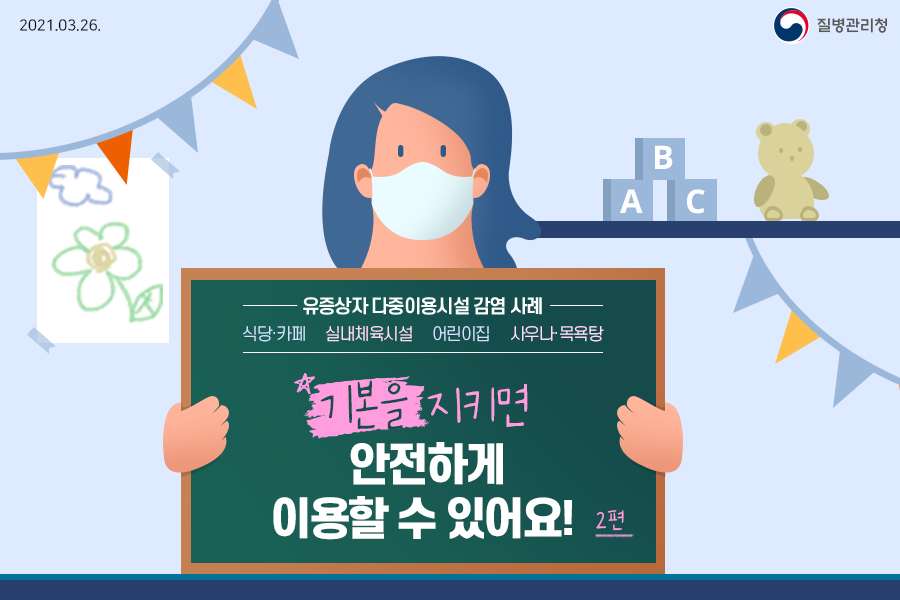 2021.03.26.
질병관리청
B
A C
유증상자 다중이용시설 감염 사례
식당·카페 실내체육시설 어린이집 사우나·목욕탕
기본을 지키면
안전하게
이용할 수 있어요!
2편